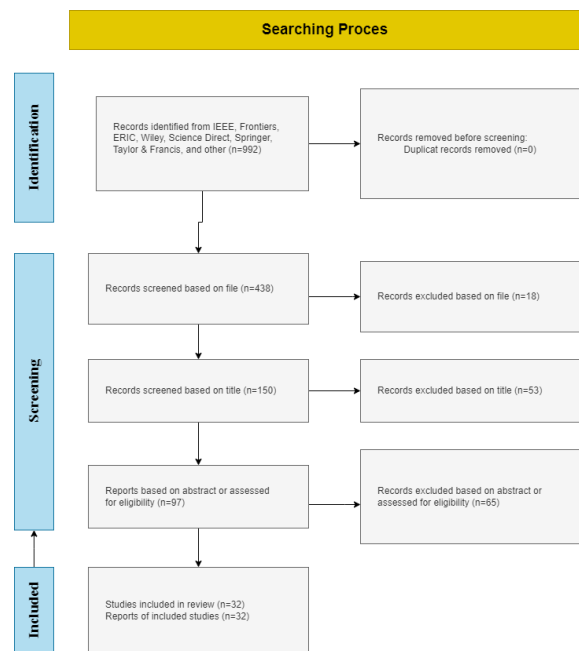 Searching Proces
Identification
Records identified from IEEE, Frontiers,
ERIC, Wiley, Science Direct, Springer,
Taylor & Francis, and other (n=992)
Records removed before screening:
Duplicat records removed (n=0)
Screening
Records screened based on file (n=438)
Records excluded based on file (n=18)
Records screened based on title (n=150)
Records excluded based on title (n=53)
Reports based on abstract or assessed
for eligibility (n=97)
Records excluded based on abstract or
assessed for eligibility (n=65)
Included
Studies included in review (n=32)
Reports of included studies (n=32)